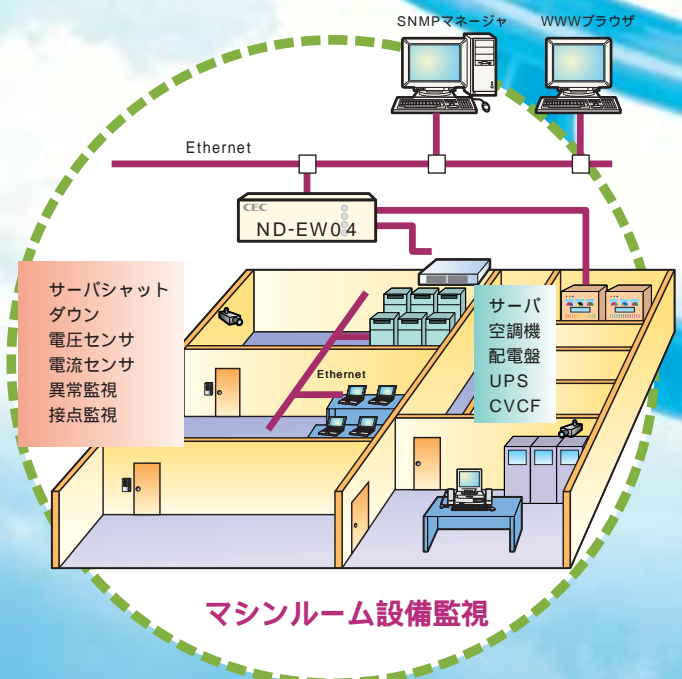 SNMPマネージャ
WWWブラウザ
Ethernet
CEC
ND-EW04
サーバシャット
ダウン
電圧センサ
電流センサ
異常監視
接点監視
サーバ
空調機
配電盤
UPS
CVCF
Ethernet
マシンルーム設備監視